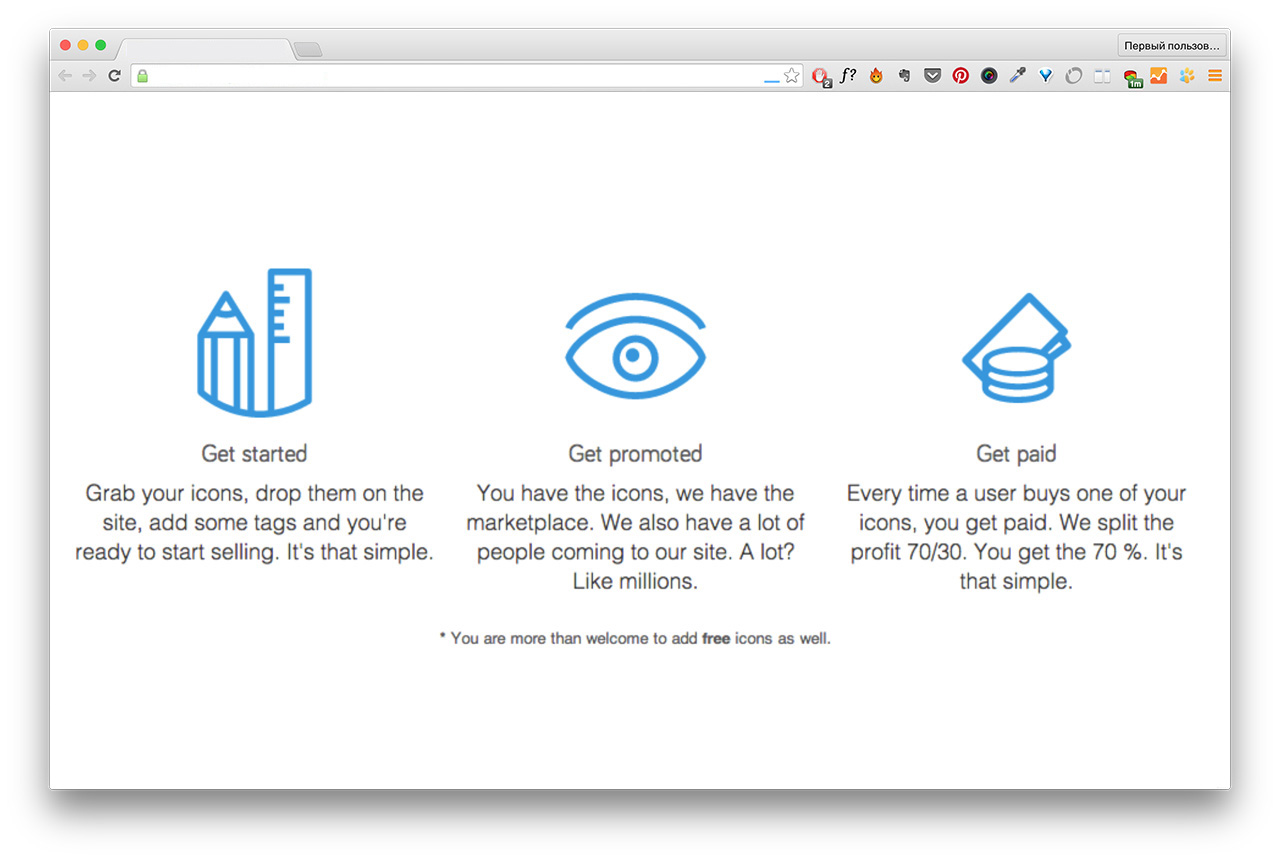 Первый пользов...
f?
2
1m
Get started
Grab your icons, drop them on the
site, add some tags and you're
ready to start selling. It's that simple.
Get promoted
You have the icons, we have the
marketplace. We also have a lot of
people coming to our site. A lot?
Like millions.
Get paid
Every time a user buys one of your
icons, you get paid. We split the
profit 70/30. You get the 70 %. It's
that simple.
* You are more than welcome to add free icons as well.